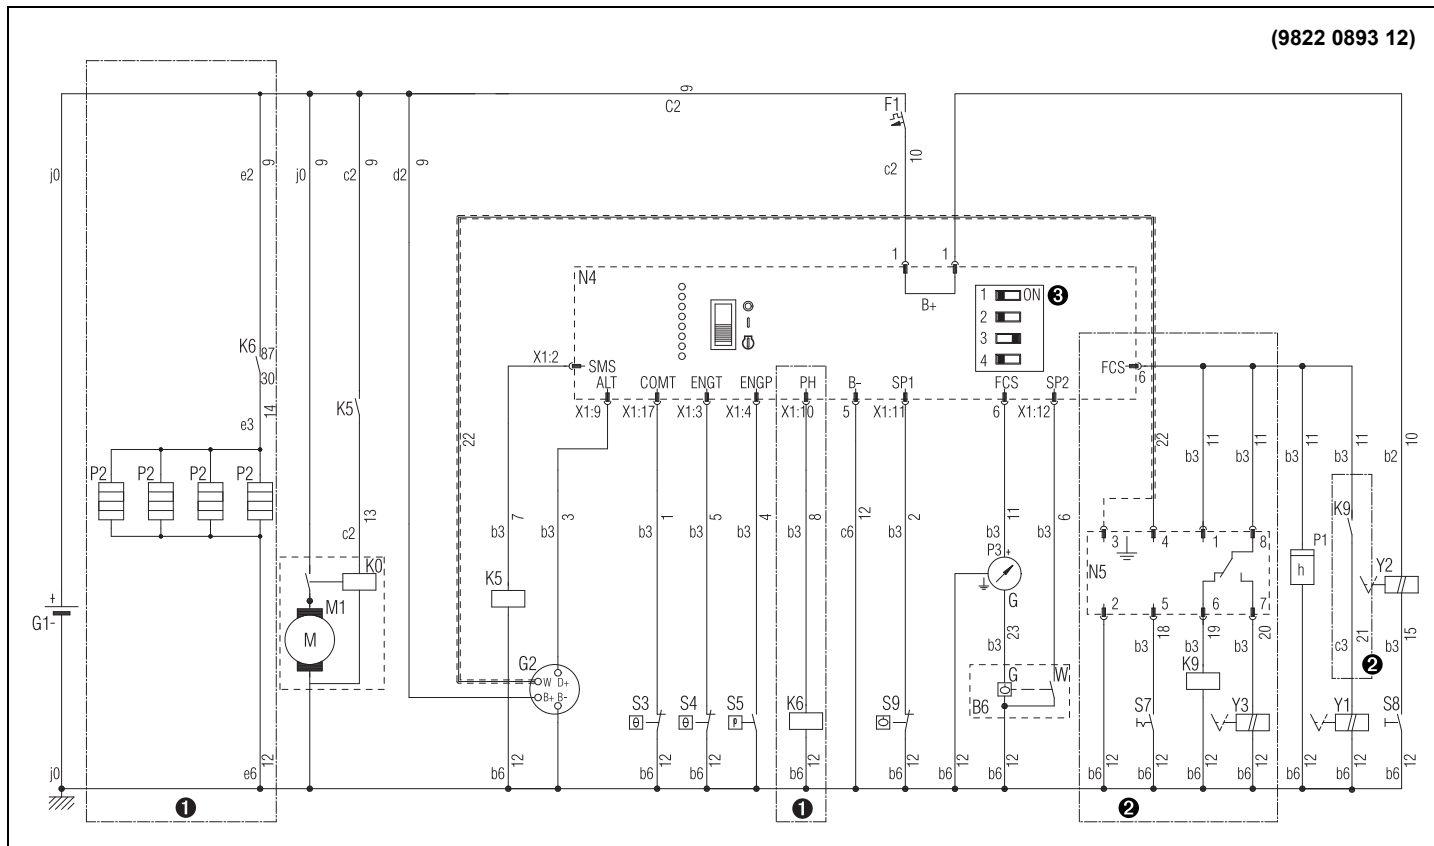 (9822 0893 12)
9
C2
F1
10
c2
j0
e2
9
j0
9
c2
9
d2
9
1
1
N4
B+
1 ON
2
3
4
❸
K6
87
30
14
e3
K5
X1:2
SMS
FCS
6
ALT COMT ENGT ENGP PH B- SP1 FCS SP2
X1:9 X1:17 X1:3 X1:4 X1:10 5 X1:11 6 X1:12
22
22
b3
11
b3
11
b3
11
b3
11
b2
10
P2 P2 P2 P2
c2
13
b3
7
b3
3
b3
1
b3
5
b3
4
b3
8
c6
12
b3
2
b3
11
b3
6
K9
P3 +
3 4 1 8
N5
P1
h
Y2
K0
M1
M
K5
+
G1-
G
2 5 6 7
b3
23
18
b3
19
b3
20
b3
c3
21
b3
15
❷
G2
W D+
B+ B-
G W
B6
K9
S3
θ
S4
θ
S5
p
K6
S9
S7
Y3
Y1
S8
j0
e6
12
b6
12
b6
12
b6
12
b6
12
b6
12
b6
12
b6
12
b6
12
b6
12
b6
12
b6
12
b6
12
b6
12
b6
12
b6
12
❶
❶
❷